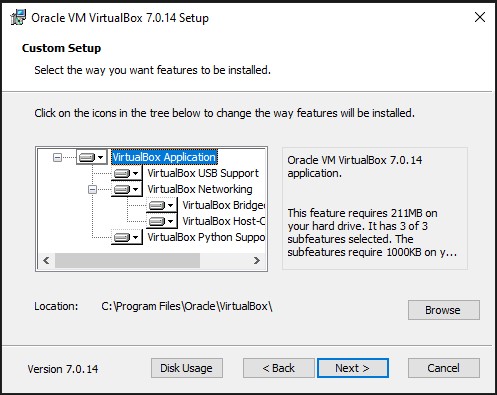 Oracle VM VirtualBox 7.0.14 Setup
Custom Setup
Select the way you want features to be installed.
Click on the icons in the tree below to change the way features will be installed.
VirtualBox Application
VirtualBox USB Support
VirtualBox Networking
VirtualBox Bridge
VirtualBox Host-C
VirtualBox Python Suppo
Oracle VM VirtualBox 7.0.14
application.
This feature requires 211MB on
your hard drive. It has 3 of 3
subfeatures selected. The
subfeatures require 1000KB on y...
Location: C:\Program Files\Oracle\VirtualBox\
Browse
Version 7.0.14
Disk Usage
< Back
Next >
Cancel